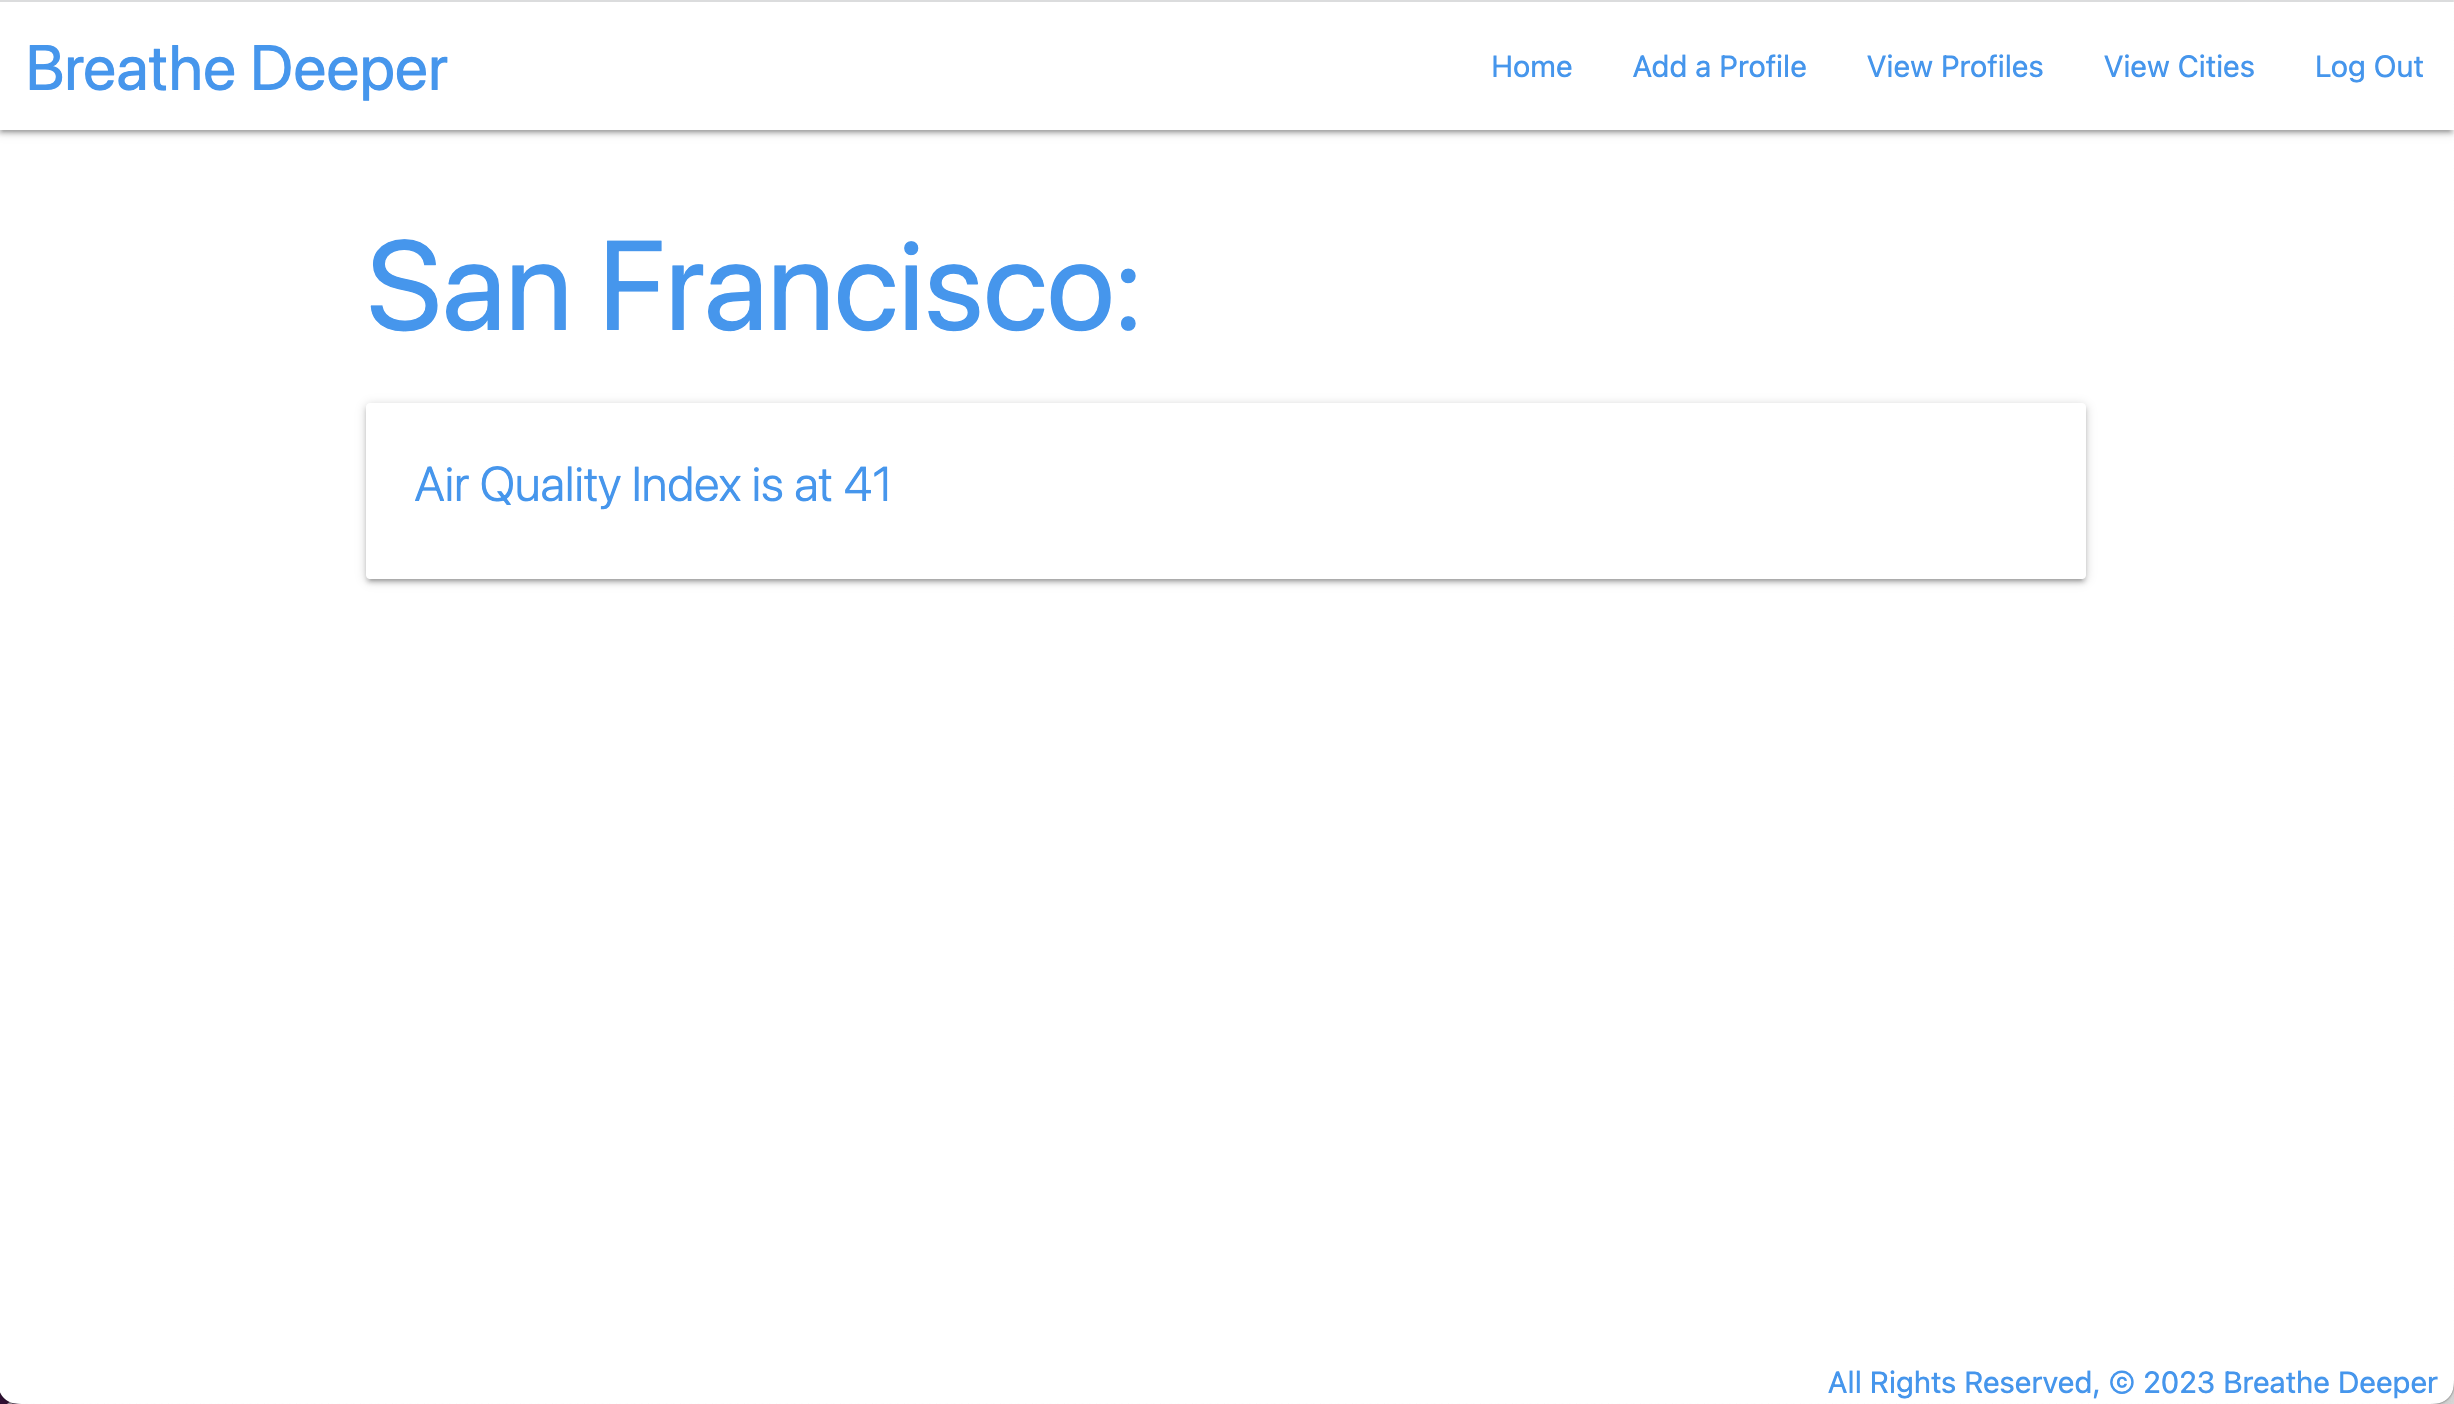 Breathe Deeper
Home Add a Profile View Profiles View Cities Log Out
San Francisco:
Air Quality Index is at 41
All Rights Reserved, © 2023 Breathe Deeper